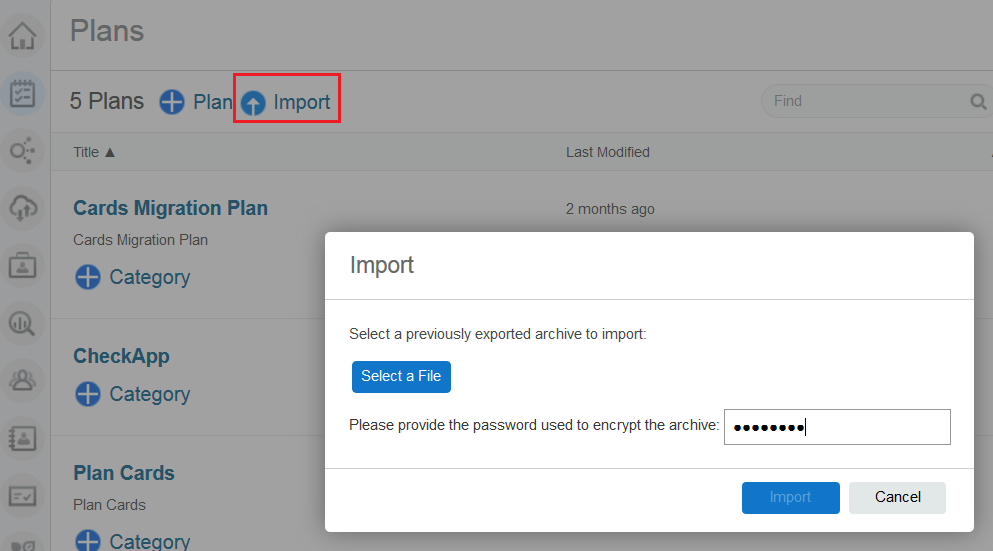 Plans
5 Plans Plan Import Find
Title ▲ Last Modified
Cards Migration Plan 2 months ago
Cards Migration Plan
Category
CheckApp
Category
Plan Cards
Plan Cards
Category
Import
Select a previously exported archive to import:
Select a File
Please provide the password used to encrypt the archive: ●●●●●●●●
Import Cancel